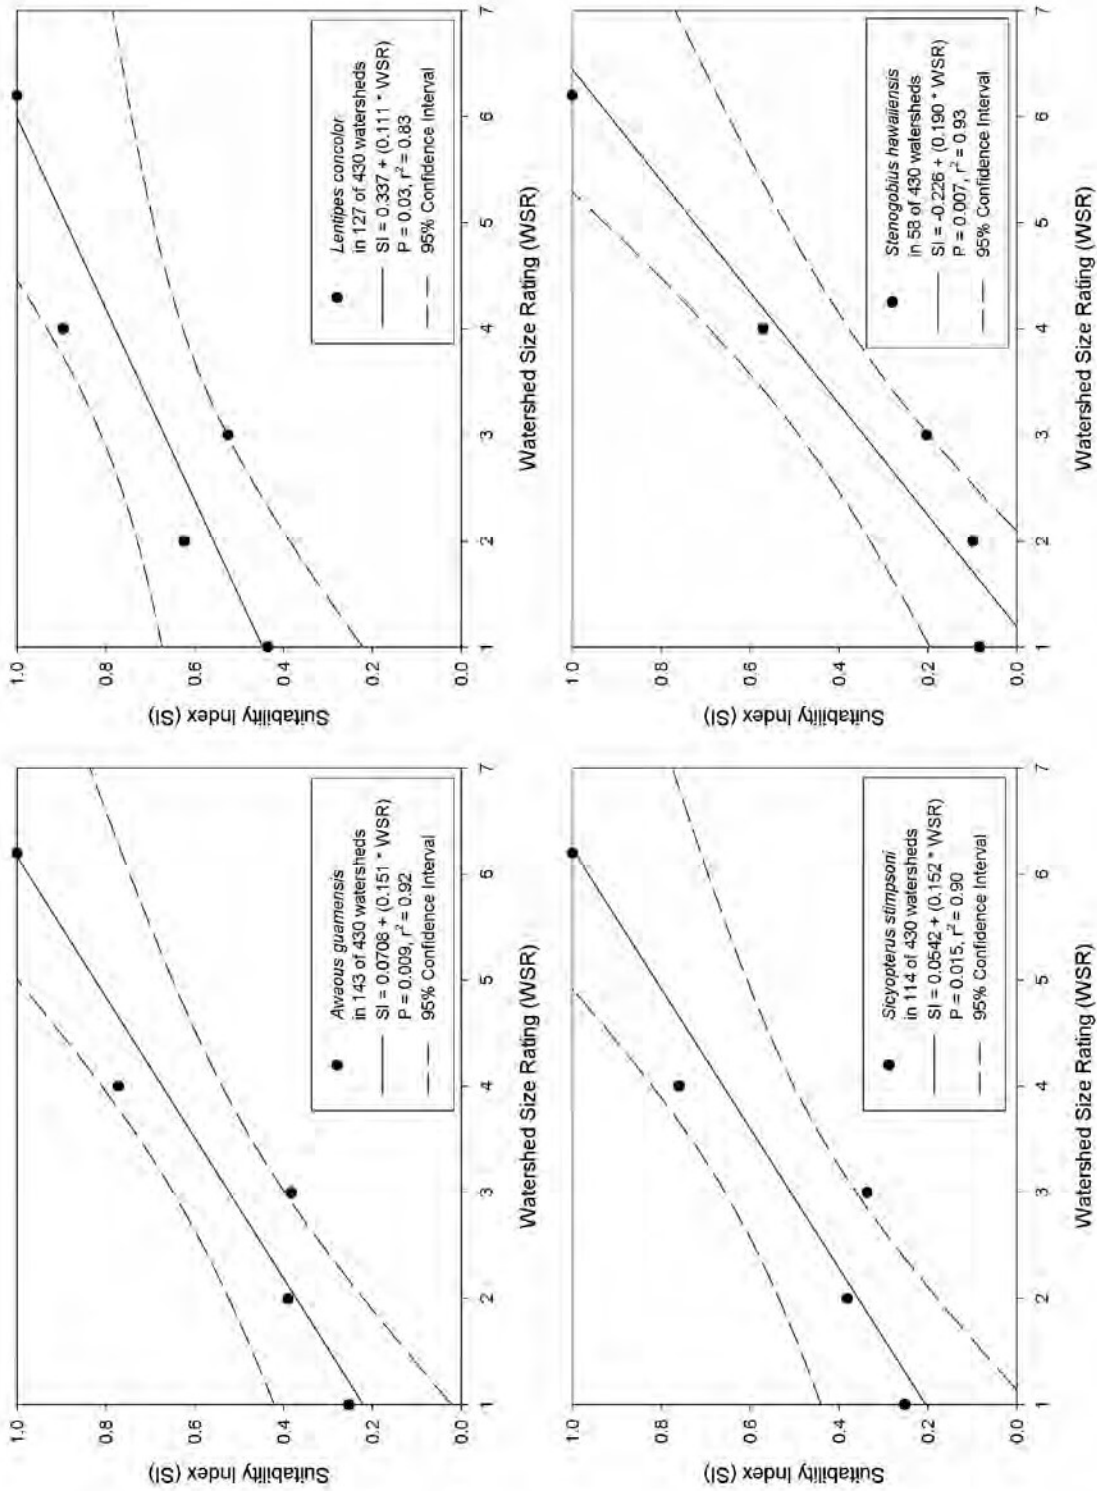 Suitability Index (SI)
1.0
0.8
0.6
0.4
0.2
0.0
Awaous guamensis
in 143 of 430 watersheds
SI = 0.0708 + (0.151 * WSR)
P = 0.009, r² = 0.92
95% Confidence Interval
1 2 3 4 5 6 7
Watershed Size Rating (WSR)
Suitability Index (SI)
1.0
0.8
0.6
0.4
0.2
0.0
Lentipes concolor
in 127 of 430 watersheds
SI = 0.337 + (0.111 * WSR)
P = 0.03, r² = 0.83
95% Confidence Interval
1 2 3 4 5 6 7
Watershed Size Rating (WSR)
Suitability Index (SI)
1.0
0.8
0.6
0.4
0.2
0.0
Sicyopterus stimpsoni
in 114 of 430 watersheds
SI = 0.0542 + (0.152 * WSR)
P = 0.015, r² = 0.90
95% Confidence Interval
1 2 3 4 5 6 7
Watershed Size Rating (WSR)
Suitability Index (SI)
1.0
0.8
0.6
0.4
0.2
0.0
Stenogobius hawaiiensis
in 58 of 430 watersheds
SI = -0.226 + (0.190 * WSR)
P = 0.007, r² = 0.93
95% Confidence Interval
1 2 3 4 5 6 7
Watershed Size Rating (WSR)